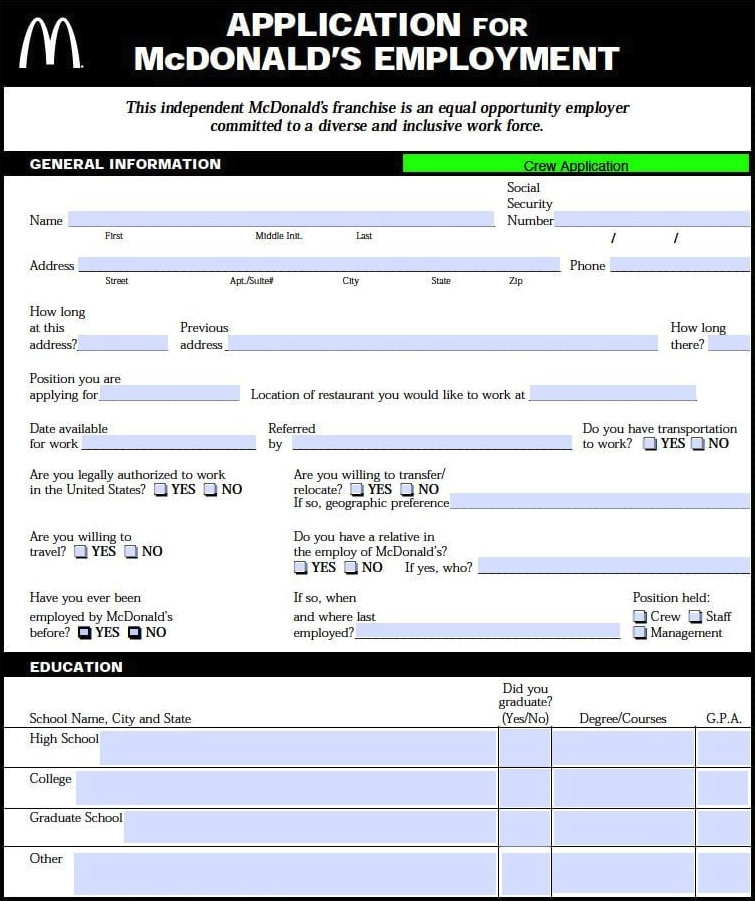 APPLICATION FOR
McDONALD'S EMPLOYMENT
This independent McDonald's franchise is an equal opportunity employer
committed to a diverse and inclusive work force.
GENERAL INFORMATION
Crew Application
Name
Social
Security
Number
First Middle Init. Last
/ /
Address Phone
Street Apt./Suite# City State Zip
How long
at this
address?
Previous
address
How long
there?
Position you are
applying for
Location of restaurant you would like to work at
Date available
for work
Referred
by
Do you have transportation
to work? YES NO
Are you legally authorized to work
in the United States? YES NO
Are you willing to transfer/
relocate? YES NO
If so, geographic preference
Are you willing to
travel? YES NO
Do you have a relative in
the employ of McDonald's?
YES NO If yes, who?
Have you ever been
employed by McDonald's
before? YES NO
If so, when
and where last
employed?
Position held:
Crew Staff
Management
EDUCATION
School Name, City and State
Did you
graduate?
(Yes/No)
Degree/Courses
G.P.A.
High School
College
Graduate School
Other